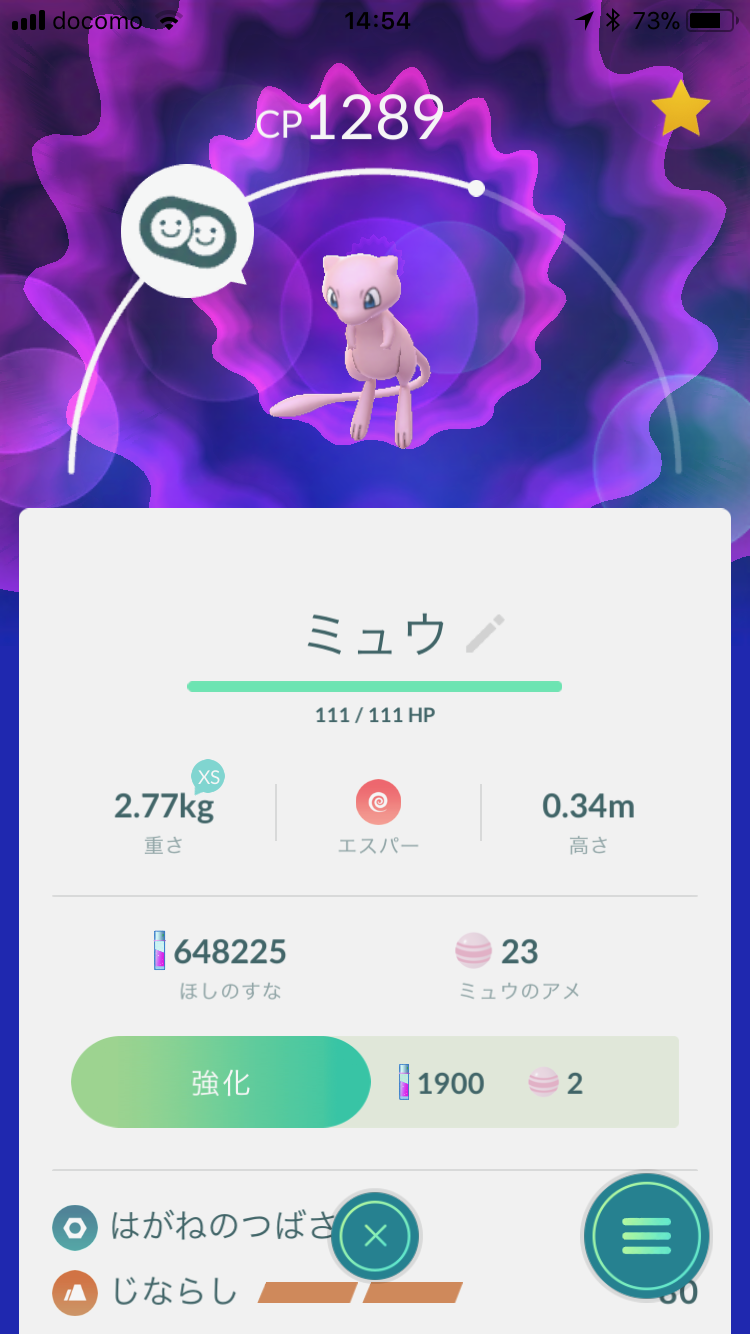 docomo 14:54 73%
CP1289
ミュウ
111 / 111 HP
XS
2.77kg 0.34m
重さ エスパー 高さ
648225 23
ほしのすな ミュウのアメ
強化 1900 2
はがねのつばさ
じならし 80